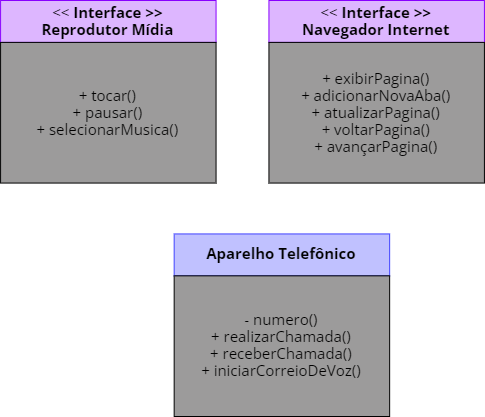 << Interface >>
Reprodutor Mídia
+ tocar()
+ pausar()
+ selecionarMusica()
<< Interface >>
Navegador Internet
+ exibirPagina()
+ adicionarNovaAba()
+ atualizarPagina()
+ voltarPagina()
+ avançarPagina()
Aparelho Telefônico
- numero()
+ realizarChamada()
+ receberChamada()
+ iniciarCorreioDeVoz()